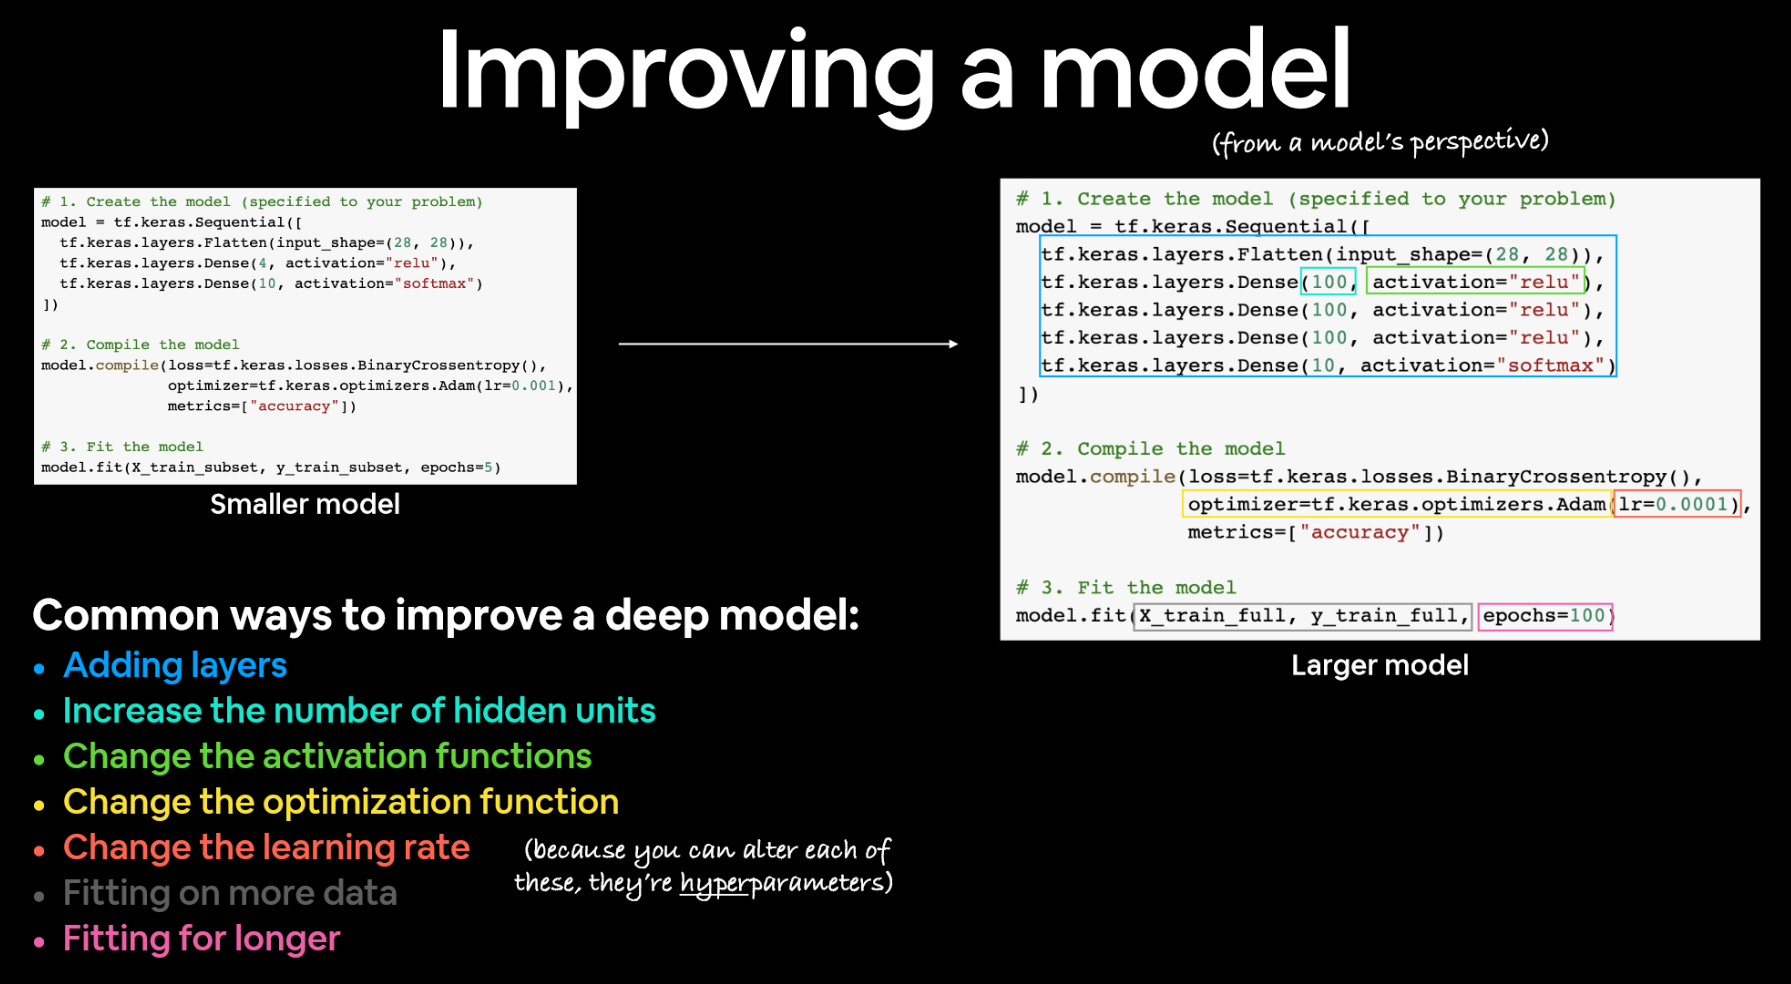 Improving a model
(from a model's perspective)
# 1. Create the model (specified to your problem)
model = tf.keras.Sequential([
  tf.keras.layers.Flatten(input_shape=(28, 28)),
  tf.keras.layers.Dense(4, activation="relu"),
  tf.keras.layers.Dense(10, activation="softmax")
])
# 2. Compile the model
model.compile(loss=tf.keras.losses.BinaryCrossentropy(),
              optimizer=tf.keras.optimizers.Adam(lr=0.001),
              metrics=["accuracy"])
# 3. Fit the model
model.fit(X_train_subset, y_train_subset, epochs=5)
Smaller model
# 1. Create the model (specified to your problem)
model = tf.keras.Sequential([
  tf.keras.layers.Flatten(input_shape=(28, 28)),
  tf.keras.layers.Dense(100, activation="relu"),
  tf.keras.layers.Dense(100, activation="relu"),
  tf.keras.layers.Dense(100, activation="relu"),
  tf.keras.layers.Dense(10, activation="softmax")
])
# 2. Compile the model
model.compile(loss=tf.keras.losses.BinaryCrossentropy(),
              optimizer=tf.keras.optimizers.Adam(lr=0.0001),
              metrics=["accuracy"])
# 3. Fit the model
model.fit(X_train_full, y_train_full, epochs=100)
Larger model
Common ways to improve a deep model:
• Adding layers
• Increase the number of hidden units
• Change the activation functions
• Change the optimization function
• Change the learning rate
• Fitting on more data
• Fitting for longer
(because you can alter each of
these, they're hyperparameters)